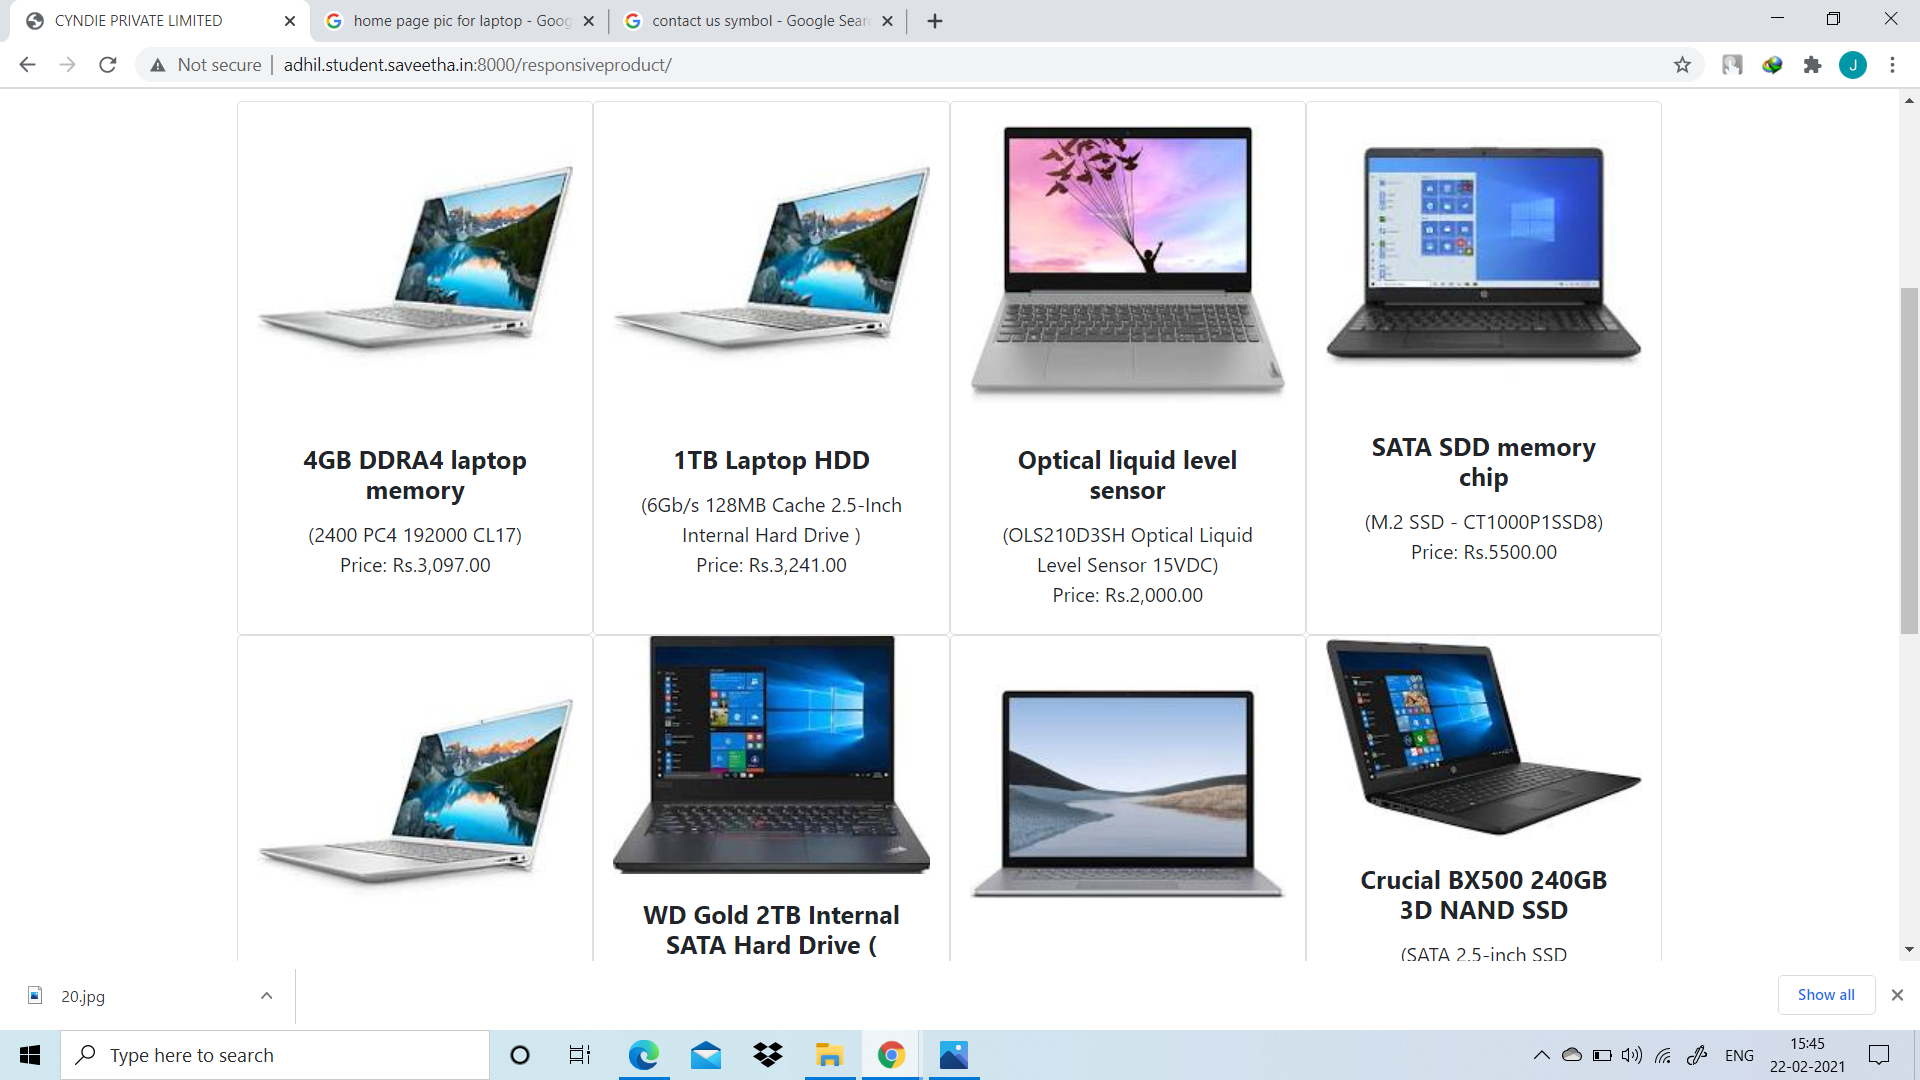 CYNDIE PRIVATE LIMITED
home page pic for laptop - Goog
contact us symbol - Google Sear
Not secure
adhil.student.saveetha.in:8000/responsiveproduct/
J
4GB DDRA4 laptop
memory
(2400 PC4 192000 CL17)
Price: Rs.3,097.00
1TB Laptop HDD
(6Gb/s 128MB Cache 2.5-Inch
Internal Hard Drive )
Price: Rs.3,241.00
Optical liquid level
sensor
(OLS210D3SH Optical Liquid
Level Sensor 15VDC)
Price: Rs.2,000.00
SATA SDD memory
chip
(M.2 SSD - CT1000P1SSD8)
Price: Rs.5500.00
WD Gold 2TB Internal
SATA Hard Drive (
Crucial BX500 240GB
3D NAND SSD
(SATA 2.5-inch SSD
20.jpg
Show all
Type here to search
ENG
15:45
22-02-2021